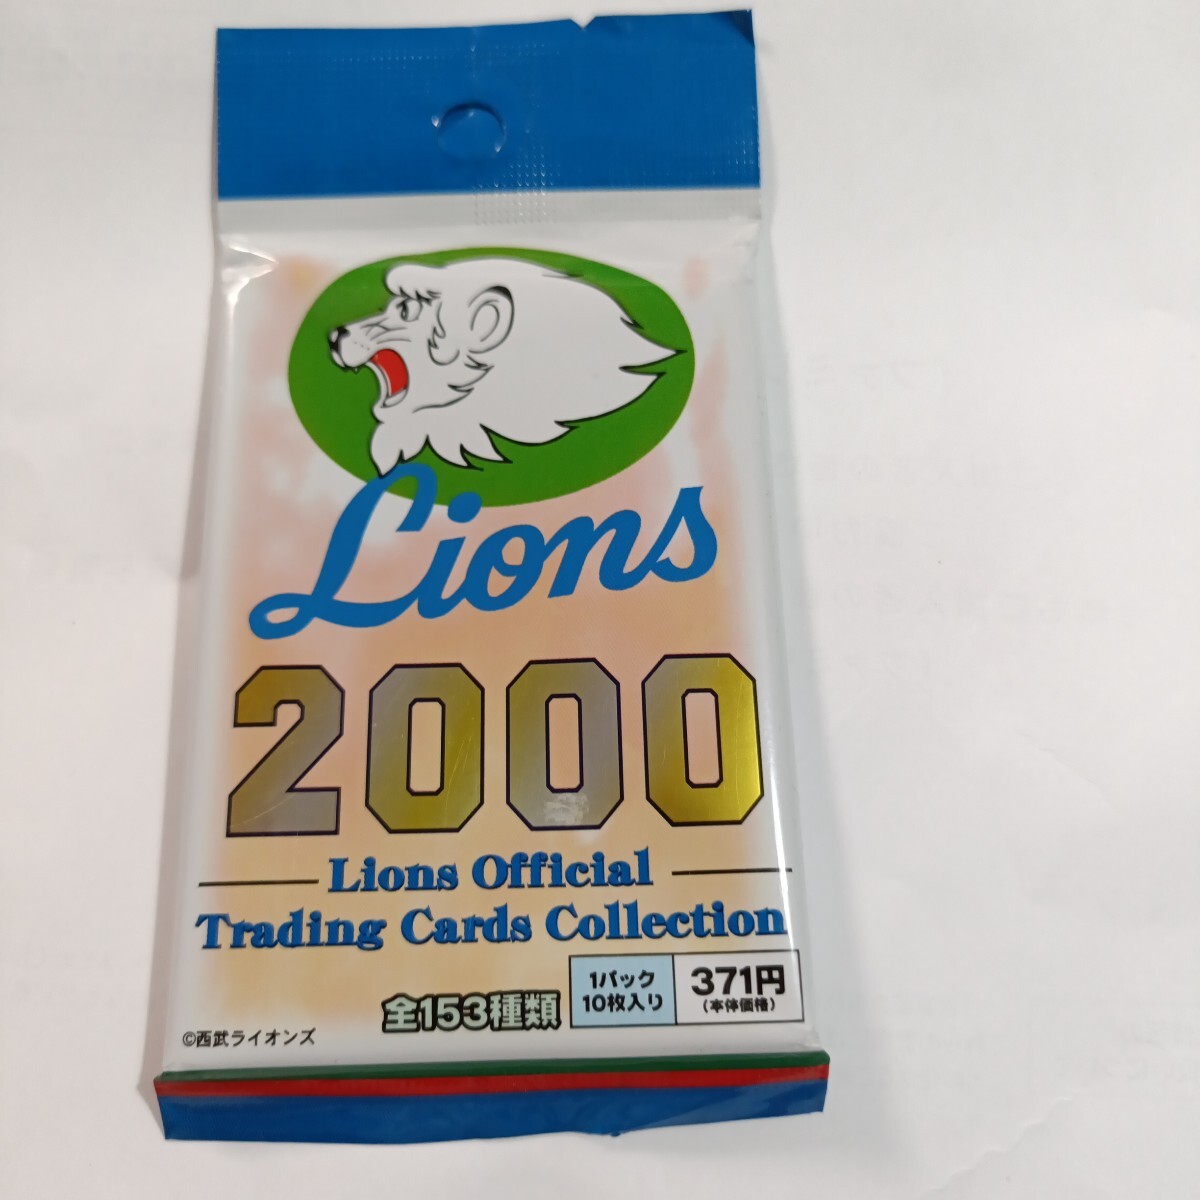 Lions
2000
Lions Official
Trading Cards Collection
全153種類
1パック
10枚入り
371円
(本体価格)
©西武ライオンズ